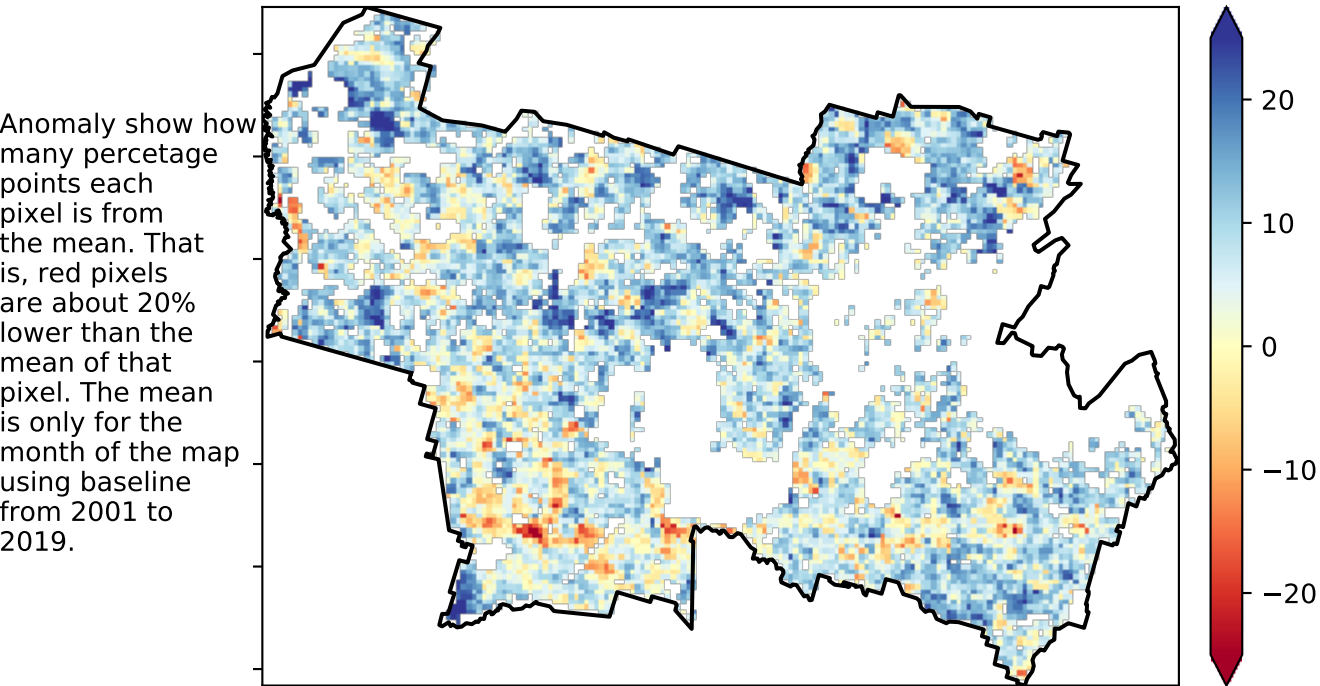 Anomaly show how
many percetage
points each
pixel is from
the mean. That
is, red pixels
are about 20%
lower than the
mean of that
pixel. The mean
is only for the
month of the map
using baseline
from 2001 to
2019.
20
10
0
−10
−20